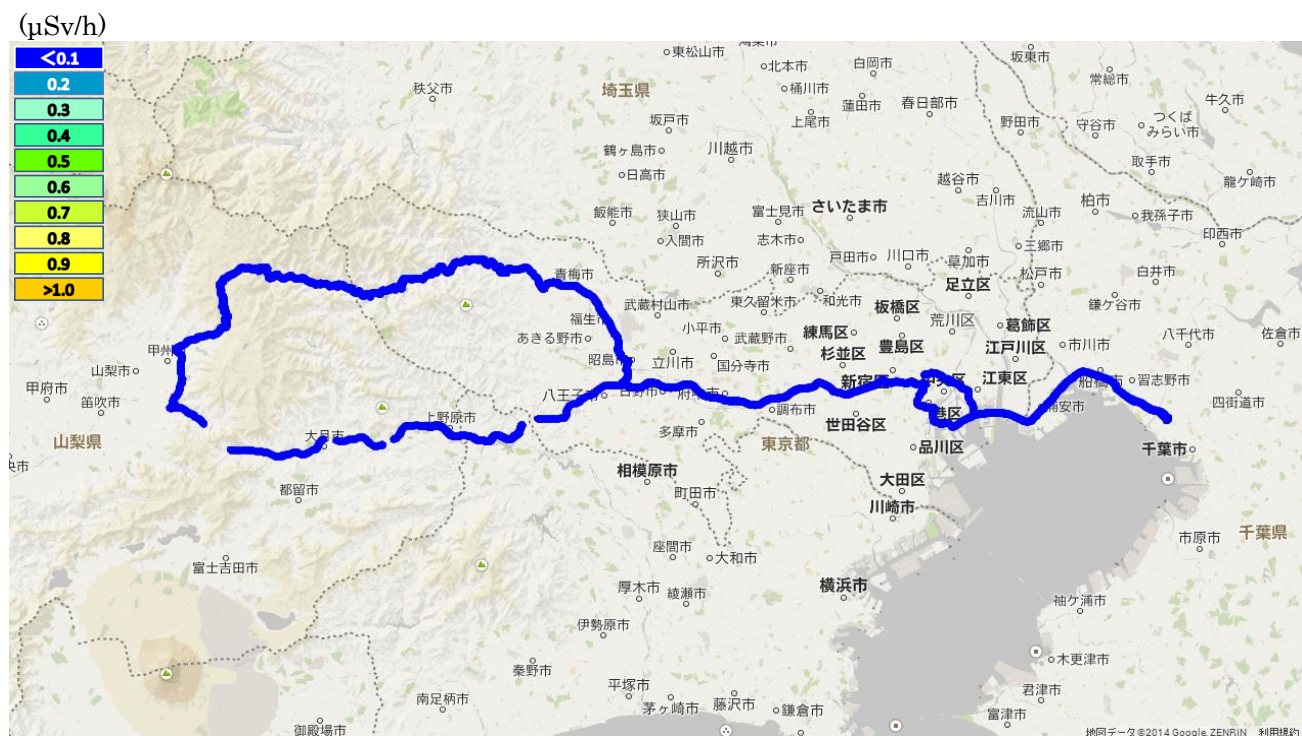 (µSv/h)
＜0.1
0.2
0.3
0.4
0.5
0.6
0.7
0.8
0.9
>1.0
東松山市
鴻巣市
坂東市
北本市
白岡市
常総市
秩父市
埼玉県
桶川市
蓮田市
春日部市
牛久市
坂戸市
上尾市
野田市
守谷市
つくば
みらい市
鶴ヶ島市
川越市
取手市
日高市
越谷市
吉川市
柏市
龍ケ崎市
飯能市
狭山市
富士見市
さいたま市
流山市
我孫子市
入間市
志木市
戸田市
川口市
草加市
三郷市
印西市
青梅市
所沢市
新座市
足立区
松戸市
白井市
武蔵村山市
東久留米市
和光市
板橋区
鎌ケ谷市
福生
小平市
練馬区
荒川区
葛飾区
八千代市
佐倉市
あきる野市
武蔵野市
豊島区
江戸川区
市川市
甲州
昭島市
立川市
国分寺市
杉並区
山梨市
新宿区
中央区
江東区
船橋市
習志野市
甲府市
笛吹市
八王子市
日野市
府中市
調布市
港区
浦安市
四街道市
上野原市
世田谷区
山梨県
大月市
多摩市
東京都
品川区
千葉市
央市
相模原市
大田区
都留市
町田市
川崎市
市原市
千葉県
座間市
大和市
富士吉田市
厚木市
綾瀬市
横浜市
袖ケ浦市
伊勢原市
秦野市
木更津市
平塚市
君津市
南足柄市
茅ヶ崎市
藤沢市
鎌倉市
富津市
御殿場市
地図データ©2014 Google, ZENRIN
利用規約